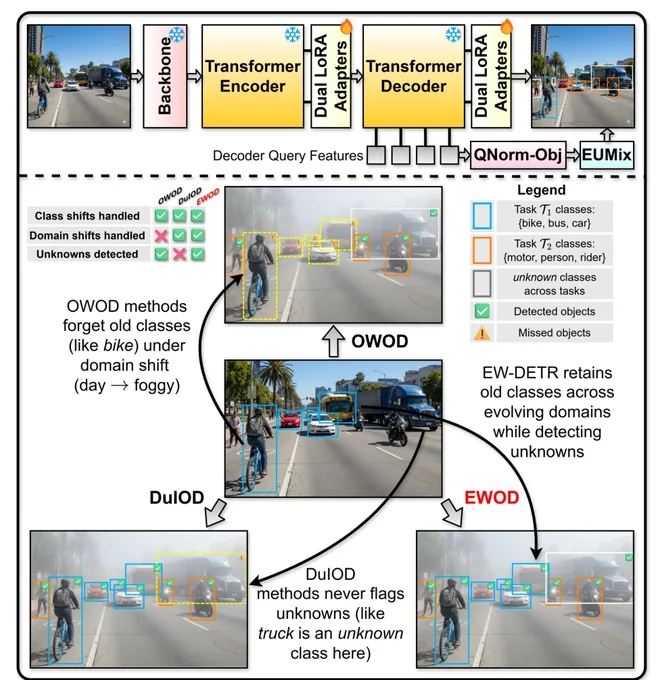 Backbone
Transformer
Encoder
Dual LoRA
Adapters
Transformer
Decoder
Dual LoRA
Adapters
Decoder Query Features
QNorm-Obj
EUMix
OWOD
DuIOD
EWOD
Class shifts handled
Domain shifts handled
Unknowns detected
Legend
Task 𝒯₁ classes:
{bike, bus, car}
Task 𝒯₂ classes:
{motor, person, rider}
unknown classes
across tasks
Detected objects
Missed objects
OWOD methods
forget old classes
(like bike) under
domain shift
(day → foggy)
OWOD
EW-DETR retains
old classes across
evolving domains
while detecting
unknowns
DuIOD
EWOD
DuIOD
methods never flags
unknowns (like
truck is an unknown
class here)